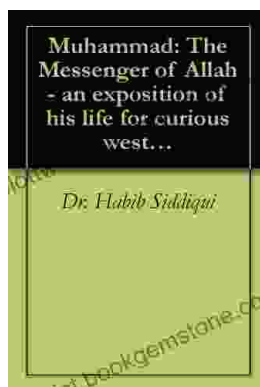 Muhammad: The
Messenger of Allah
- an exposition of
his life for curious
west...
Dr. Habib Siddiqui
bookgemstone.co